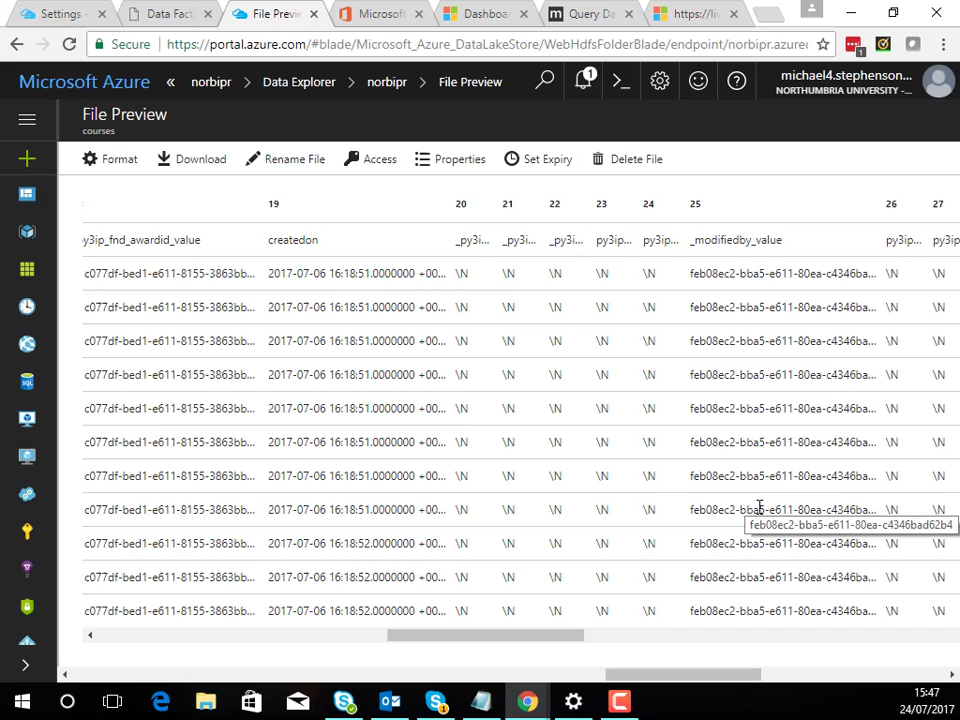 Settings -
Data Fact
File Previe
Microsoft
Dashboa
Query Da
https://liv
Secure
https://portal.azure.com/#blade/Microsoft_Azure_DataLakeStore/WebHdfsFolderBlade/endpoint/norbipr.azured
1
Microsoft Azure
«
norbipr
Data Explorer
norbipr
File Preview
1
michael4.stephenson...
NORTHUMBRIA UNIVERSITY -...
File Preview
courses
Format
Download
Rename File
Access
Properties
Set Expiry
Delete File
19 20 21 22 23 24 25 26 27
y3ip_fnd_awardid_value createdon _py3i... _py3i... _py3i... py3ip... py3ip... _modifiedby_value py3ip... py3ip
c077df-bed1-e611-8155-3863bb... 2017-07-06 16:18:51.0000000 +00... \N \N \N \N \N feb08ec2-bba5-e611-80ea-c4346ba... \N \N
c077df-bed1-e611-8155-3863bb... 2017-07-06 16:18:51.0000000 +00... \N \N \N \N \N feb08ec2-bba5-e611-80ea-c4346ba... \N \N
c077df-bed1-e611-8155-3863bb... 2017-07-06 16:18:51.0000000 +00... \N \N \N \N \N feb08ec2-bba5-e611-80ea-c4346ba... \N \N
c077df-bed1-e611-8155-3863bb... 2017-07-06 16:18:51.0000000 +00... \N \N \N \N \N feb08ec2-bba5-e611-80ea-c4346ba... \N \N
c077df-bed1-e611-8155-3863bb... 2017-07-06 16:18:51.0000000 +00... \N \N \N \N \N feb08ec2-bba5-e611-80ea-c4346ba... \N \N
c077df-bed1-e611-8155-3863bb... 2017-07-06 16:18:51.0000000 +00... \N \N \N \N \N feb08ec2-bba5-e611-80ea-c4346ba... \N \N
c077df-bed1-e611-8155-3863bb... 2017-07-06 16:18:51.0000000 +00... \N \N \N \N \N feb08ec2-bba5-e611-80ea-c4346ba... \N \N
c077df-bed1-e611-8155-3863bb... 2017-07-06 16:18:51.0000000 +00... \N \N \N \N \N feb08ec2-bba5-e611-80ea-c4346ba... \N \N
feb08ec2-bba5-e611-80ea-c4346bad62b4
c077df-bed1-e611-8155-3863bb... 2017-07-06 16:18:52.0000000 +00... \N \N \N \N \N feb08ec2-bba5-e611-80ea-c4346ba... \N \N
c077df-bed1-e611-8155-3863bb... 2017-07-06 16:18:52.0000000 +00... \N \N \N \N \N feb08ec2-bba5-e611-80ea-c4346ba... \N \N
c077df-bed1-e611-8155-3863bb... 2017-07-06 16:18:52.0000000 +00... \N \N \N \N \N feb08ec2-bba5-e611-80ea-c4346ba... \N \N
15:47
24/07/2017